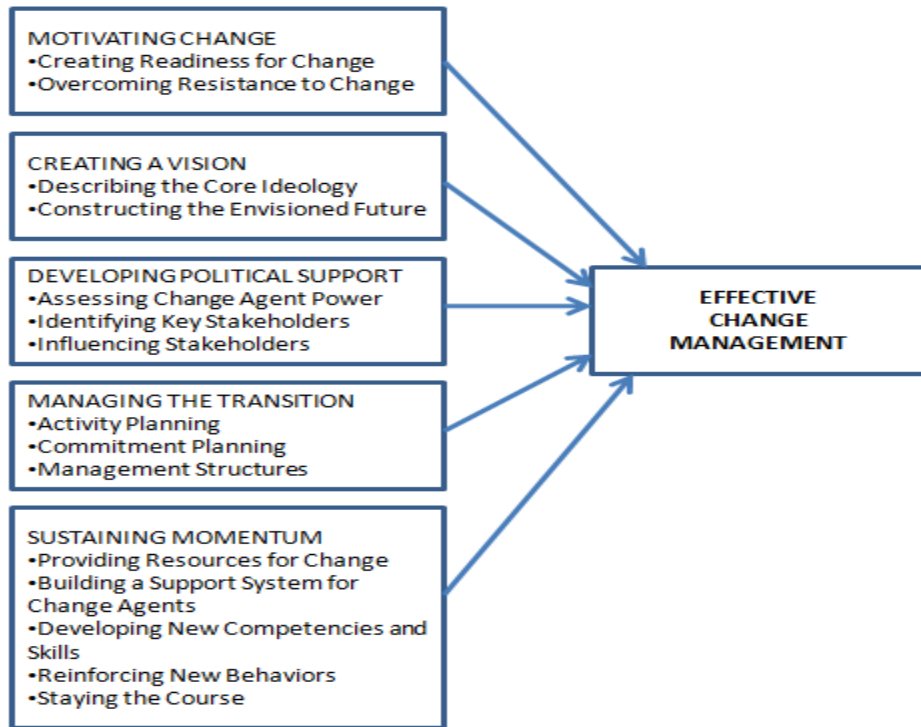 MOTIVATING CHANGE
•Creating Readiness for Change
•Overcoming Resistance to Change
CREATING A VISION
•Describing the Core Ideology
•Constructing the Envisioned Future
DEVELOPING POLITICAL SUPPORT
•Assessing Change Agent Power
•Identifying Key Stakeholders
•Influencing Stakeholders
MANAGING THE TRANSITION
•Activity Planning
•Commitment Planning
•Management Structures
SUSTAINING MOMENTUM
•Providing Resources for Change
•Building a Support System for
Change Agents
•Developing New Competencies and
Skills
•Reinforcing New Behaviors
•Staying the Course
EFFECTIVE
CHANGE
MANAGEMENT